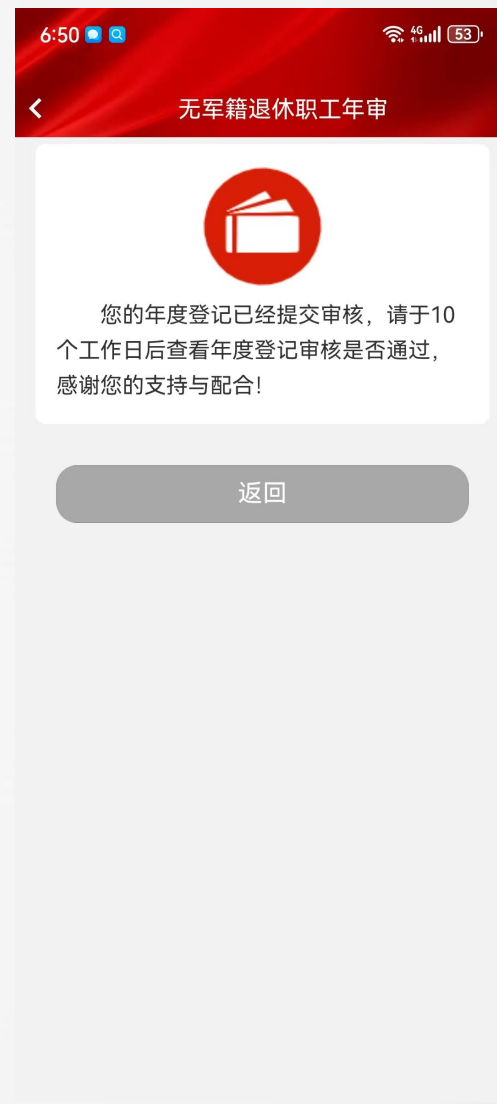 6:50
4G
53
无军籍退休职工年审
您的年度登记已经提交审核，请于10
个工作日后查看年度登记审核是否通过，
感谢您的支持与配合！
返回